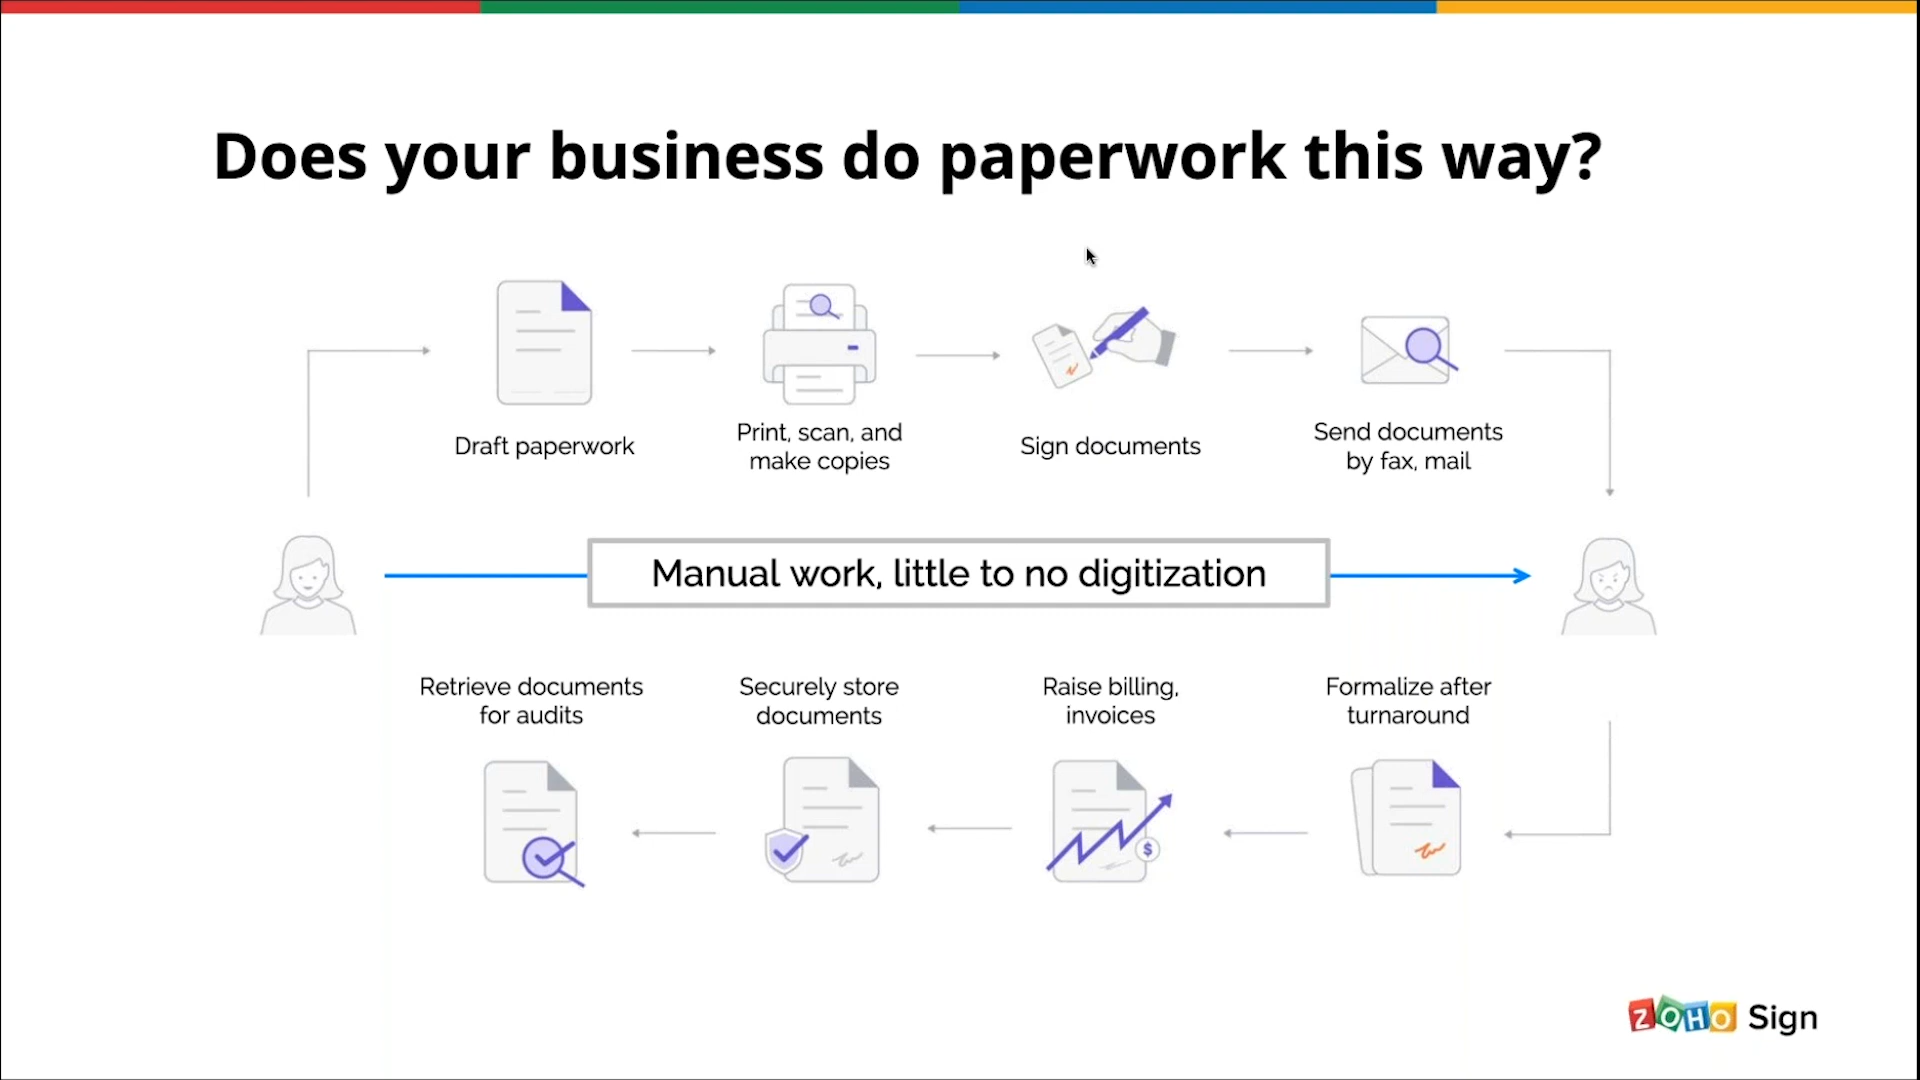 Does your business do paperwork this way?
Draft paperwork
Print, scan, and
make copies
Sign documents
Send documents
by fax, mail
Manual work, little to no digitization
Retrieve documents
for audits
Securely store
documents
Raise billing,
invoices
Formalize after
turnaround
$
ZOHO Sign